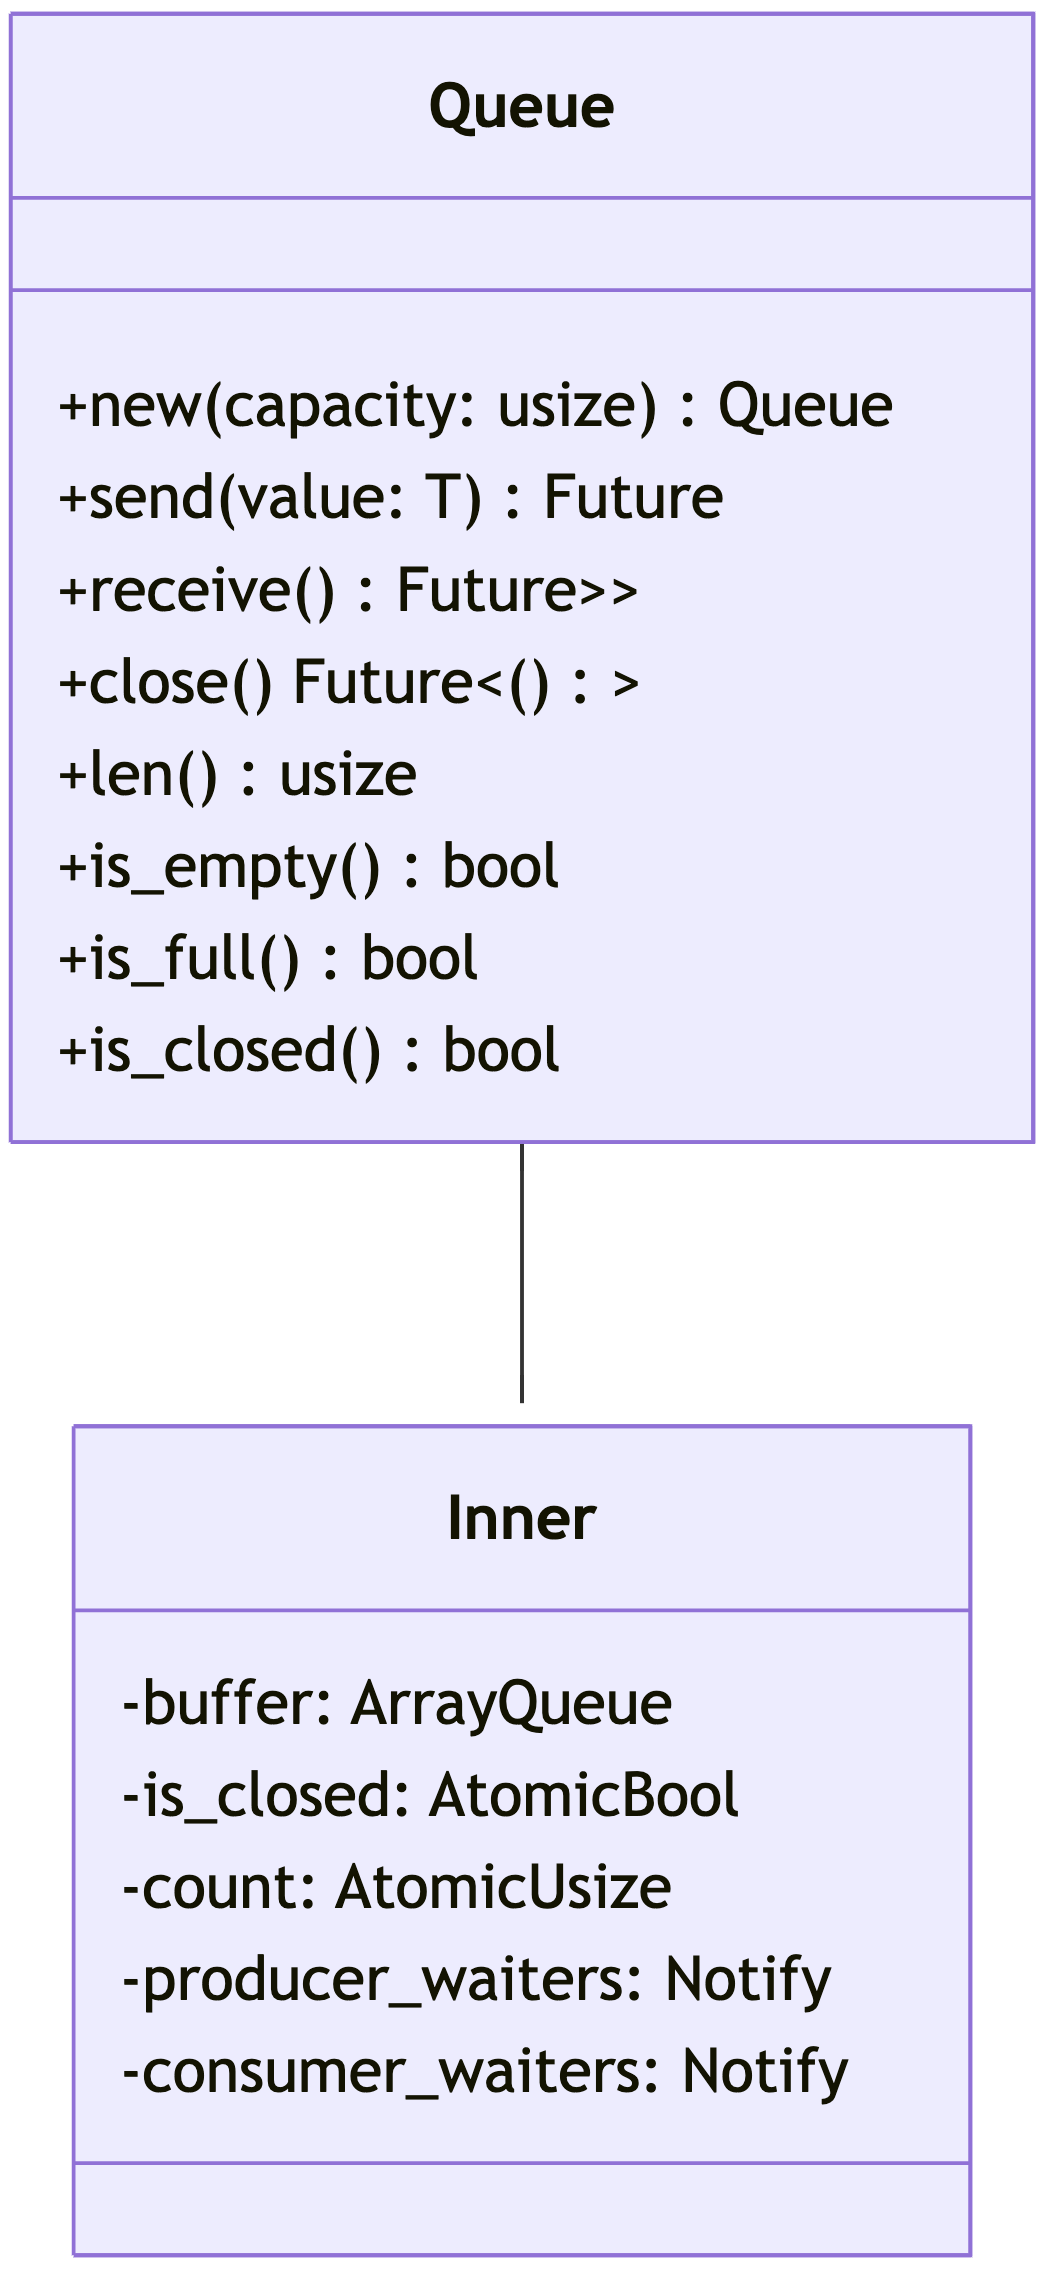 Queue
+new(capacity: usize) : Queue
+send(value: T) : Future
+receive() : Future>>
+close() Future<() : >
+len() : usize
+is_empty() : bool
+is_full() : bool
+is_closed() : bool
Inner
-buffer: ArrayQueue
-is_closed: AtomicBool
-count: AtomicUsize
-producer_waiters: Notify
-consumer_waiters: Notify